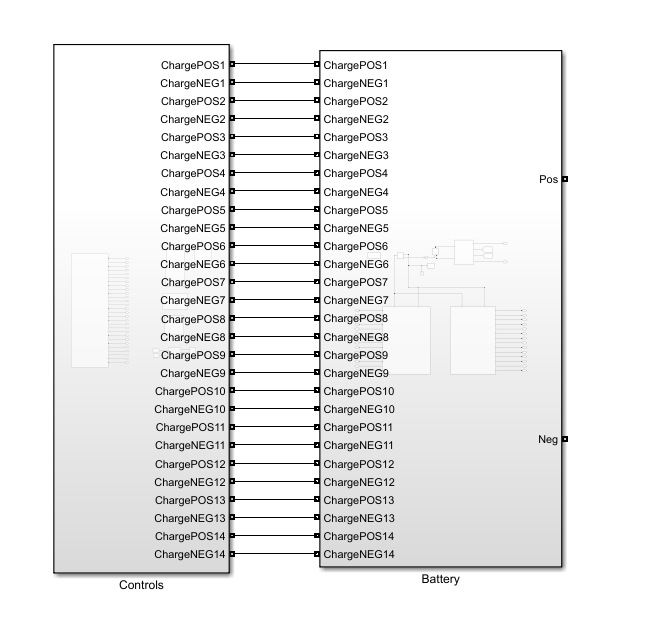 ChargePOS1
ChargeNEG1
ChargePOS2
ChargeNEG2
ChargePOS3
ChargeNEG3
ChargePOS4
ChargeNEG4
ChargePOS5
ChargeNEG5
ChargePOS6
ChargeNEG6
ChargePOS7
ChargeNEG7
ChargePOS8
ChargeNEG8
ChargePOS9
ChargeNEG9
ChargePOS10
ChargeNEG10
ChargePOS11
ChargeNEG11
ChargePOS12
ChargeNEG12
ChargePOS13
ChargeNEG13
ChargePOS14
ChargeNEG14
Controls
ChargePOS1
ChargeNEG1
ChargePOS2
ChargeNEG2
ChargePOS3
ChargeNEG3
ChargePOS4
ChargeNEG4
ChargePOS5
ChargeNEG5
ChargePOS6
ChargeNEG6
ChargePOS7
ChargeNEG7
ChargePOS8
ChargeNEG8
ChargePOS9
ChargeNEG9
ChargePOS10
ChargeNEG10
ChargePOS11
ChargeNEG11
ChargePOS12
ChargeNEG12
ChargePOS13
ChargeNEG13
ChargePOS14
ChargeNEG14
Pos
Neg
Battery